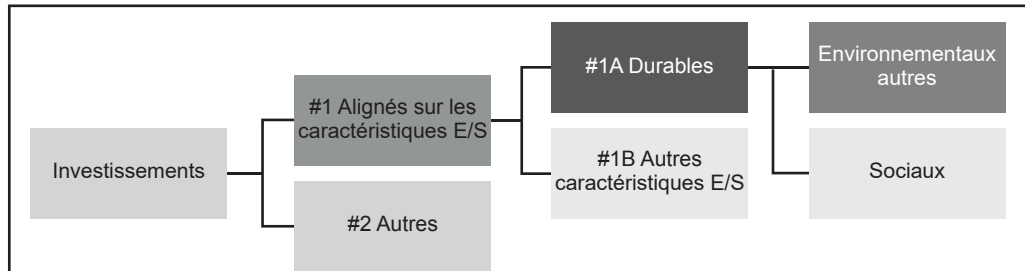 Investissements
#1 Alignés sur les
caractéristiques E/S
#2 Autres
#1A Durables
#1B Autres
caractéristiques E/S
Environnementaux
autres
Sociaux